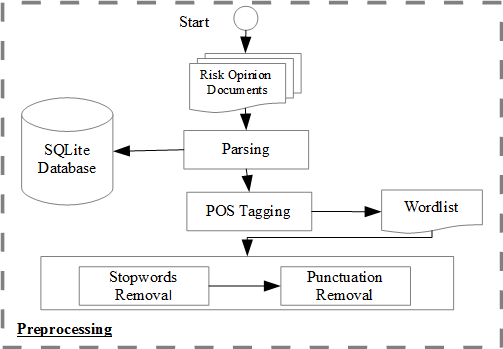 Start
Risk Opinion
Documents
SQLite
Database
Parsing
POS Tagging
Wordlist
Stopwords
Removal
Punctuation
Removal
Preprocessing